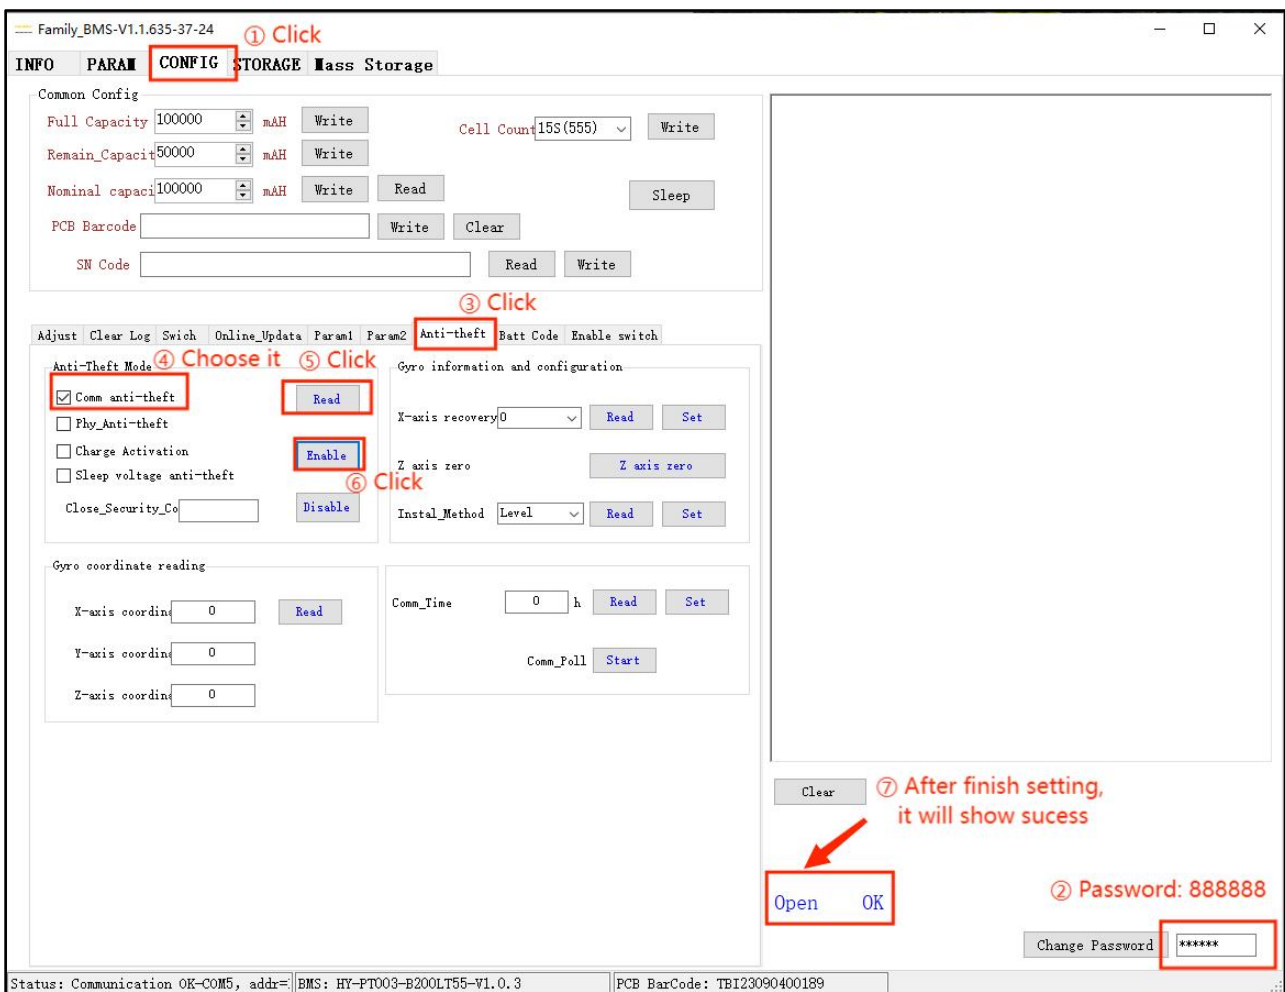 Family_BMS-V1.1.635-37-24
① Click
INFO PARAM CONFIG STORAGE Mass Storage
Common Config
Full Capacity 100000 mAH Write Cell Count 15S(555) Write
Remain_Capacit 50000 mAH Write
Nominal capaci 100000 mAH Write Read Sleep
PCB Barcode Write Clear
SN Code Read Write
③ Click
Adjust Clear Log Swich Online_Updata Param1 Param2 Anti-theft Batt Code Enable switch
Anti-Theft Mode ④ Choose it ⑤ Click Gyro information and configuration
Comm anti-theft Read
X-axis recovery 0 Read Set
Phy_Anti-theft
Charge Activation Enable
Z axis zero Z axis zero
Sleep voltage anti-theft
⑥ Click
Close_Security_Co Disable Instal_Method Level Read Set
Gyro coordinate reading
X-axis coordina 0 Read Comm_Time 0 h Read Set
Y-axis coordina 0 Comm_Poll Start
Z-axis coordina 0
Clear ⑦ After finish setting,
it will show sucess
② Password: 888888
Open OK
Change Password ******
Status: Communication OK-COM5, addr= BMS: HY-PT003-B200LT55-V1.0.3 PCB BarCode: TBI23090400189